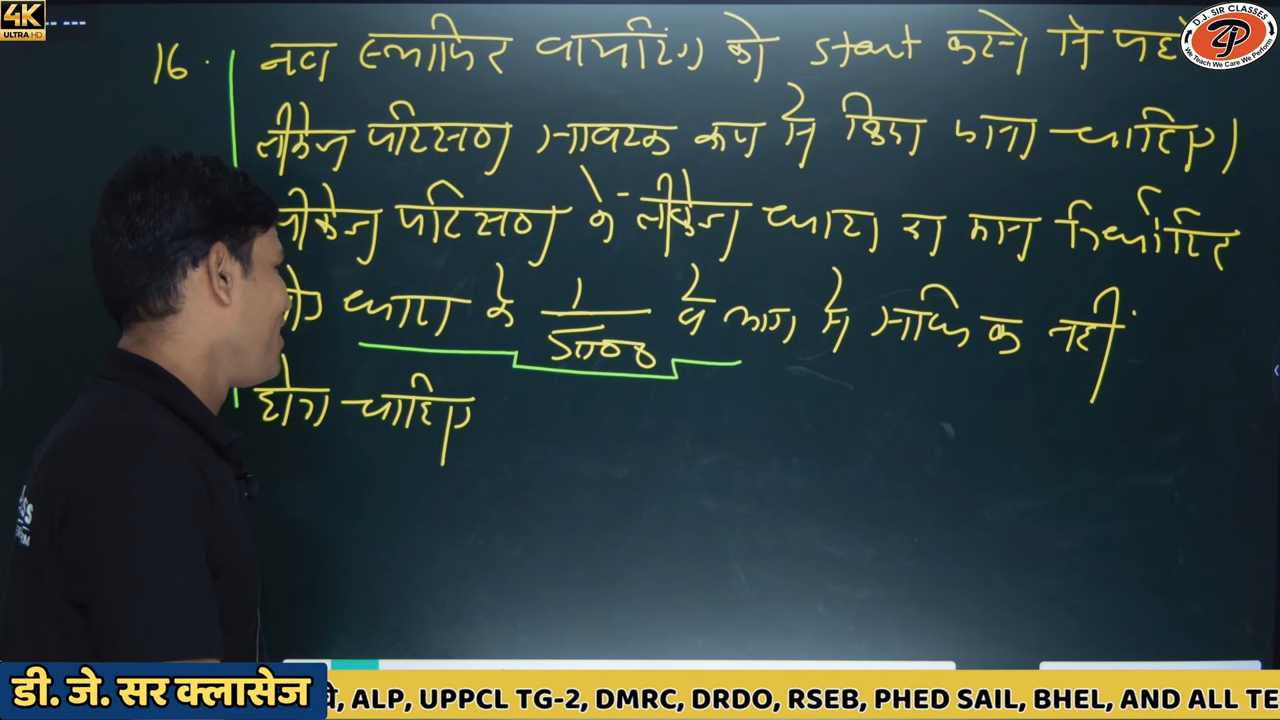 4K
ULTRA HD
D.J. SIR CLASSES
We Teach We Care We Perform
16. नव स्थापित वायरिंग को start करने से पहले
लीकेज परिक्षण आवश्यक रूप से किया जाना चाहिए।
लीकेज परिक्षण में लीकेज धारा का मान निर्धारित
लोड धारा के 1/5000 वे भाग से अधिक नहीं
होना चाहिए
डी. जे. सर क्लासेज
ALP, UPPCL TG-2, DMRC, DRDO, RSEB, PHED SAIL, BHEL, AND ALL TE